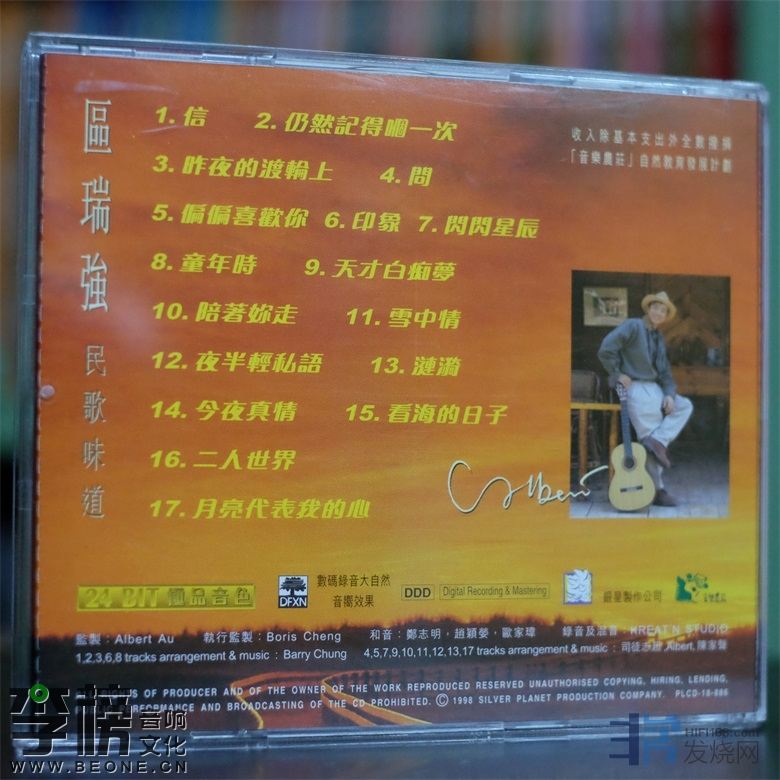 區瑞強 民歌味道
1. 信 2. 仍然記得嗰一次
3. 昨夜的渡輪上 4. 問
5. 偏偏喜歡你 6. 印象 7. 閃閃星辰
8. 童年時 9. 天才白痴夢
10. 陪著妳走 11. 雪中情
12. 夜半輕私語 13. 漣漪
14. 今夜真情 15. 看海的日子
16. 二人世界
17. 月亮代表我的心
收入除基本支出外全數撥捐
「音樂農莊」自然教育發展計劃
Albert
24 BIT 極品音色
DFXN
數碼錄音大自然
音響效果
DDD
Digital Recording & Mastering
銀星製作公司
監製：Albert Au 執行監製：Boris Cheng 和音：鄭志明，趙穎嫈，歐家瑋 錄音及混音：KREAT'N STUDIO
1,2,3,6,8 tracks arrangement & music : Barry Chung 4,5,7,9,10,11,12,13,17 tracks arrangement & music : Albert, 陳家聲
OF PRODUCER AND OF THE OWNER OF THE WORK REPRODUCED RESERVED UNAUTHORISED COPYING, HIRING, LENDING,
PERFORMANCE AND BROADCASTING OF THE CD PROHIBITED. © 1998 SILVER PLANET PRODUCTION COMPANY. PLCD-18-886
李榜 音响文化
WWW.BEONE.CN
HIFI168.com
发烧网